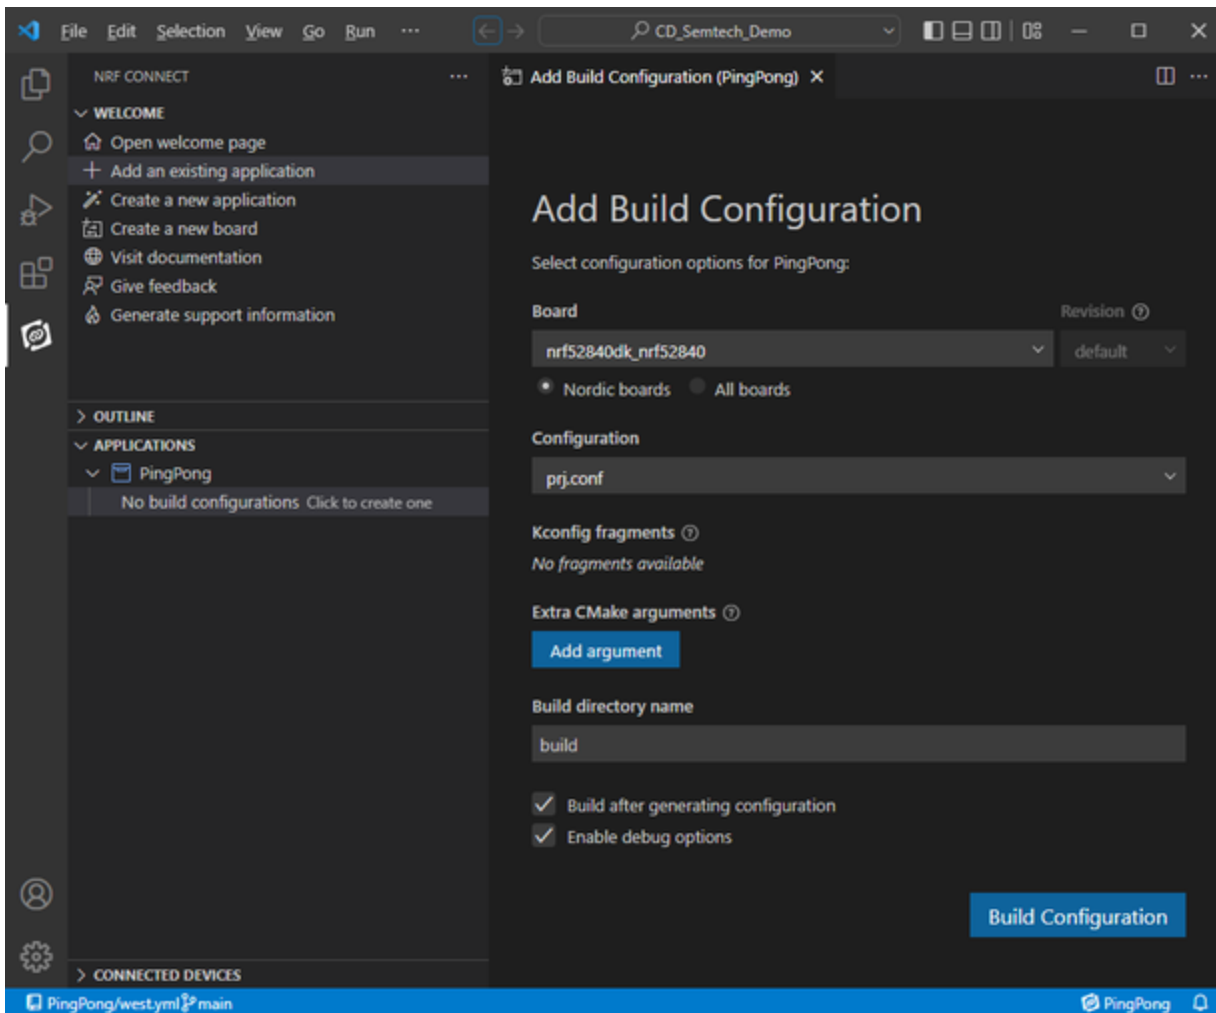 File Edit Selection View Go Run ··· CD_Semtech_Demo
NRF CONNECT ···
Add Build Configuration (PingPong)
WELCOME
Open welcome page
Add an existing application
Create a new application
Create a new board
Visit documentation
Give feedback
Generate support information
OUTLINE
APPLICATIONS
PingPong
No build configurations Click to create one
CONNECTED DEVICES
Add Build Configuration
Select configuration options for PingPong:
Board Revision
nrf52840dk_nrf52840 default
Nordic boards All boards
Configuration
prj.conf
Kconfig fragments
No fragments available
Extra CMake arguments
Add argument
Build directory name
build
Build after generating configuration
Enable debug options
Build Configuration
PingPong/west.yml main PingPong